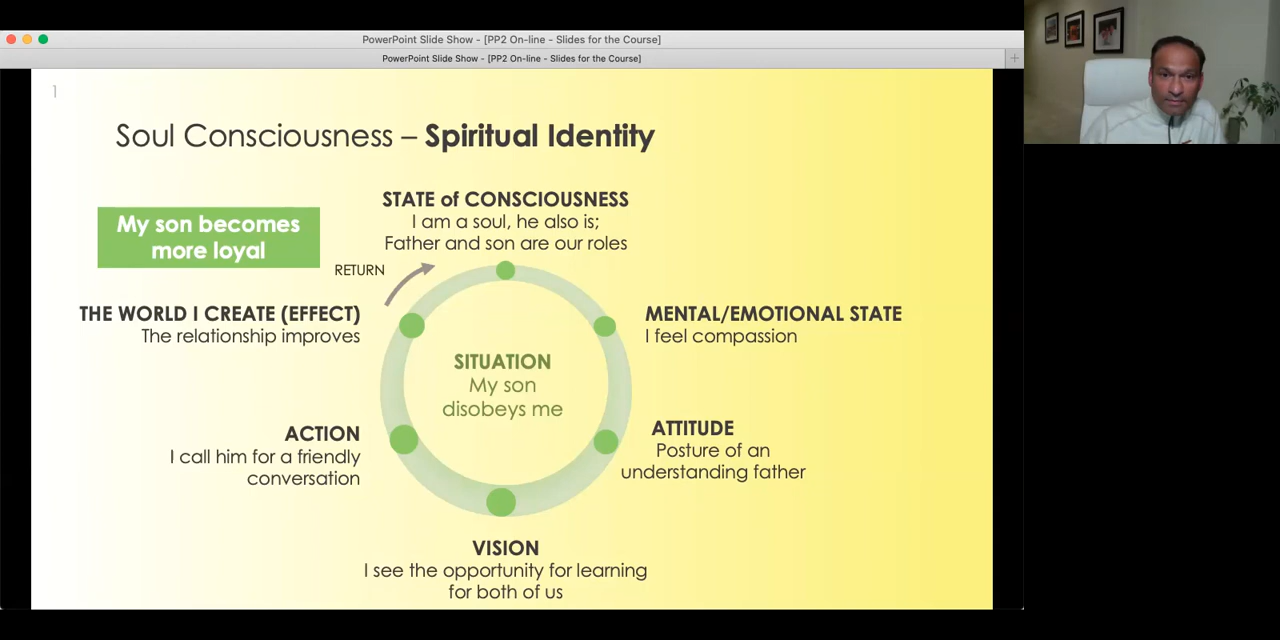 PowerPoint Slide Show - [PP2 On-line - Slides for the Course]
PowerPoint Slide Show - [PP2 On-line - Slides for the Course]
1
Soul Consciousness – Spiritual Identity
My son becomes
more loyal
STATE of CONSCIOUSNESS
I am a soul, he also is;
Father and son are our roles
RETURN
THE WORLD I CREATE (EFFECT)
The relationship improves
MENTAL/EMOTIONAL STATE
I feel compassion
SITUATION
My son
disobeys me
ACTION
I call him for a friendly
conversation
ATTITUDE
Posture of an
understanding father
VISION
I see the opportunity for learning
for both of us